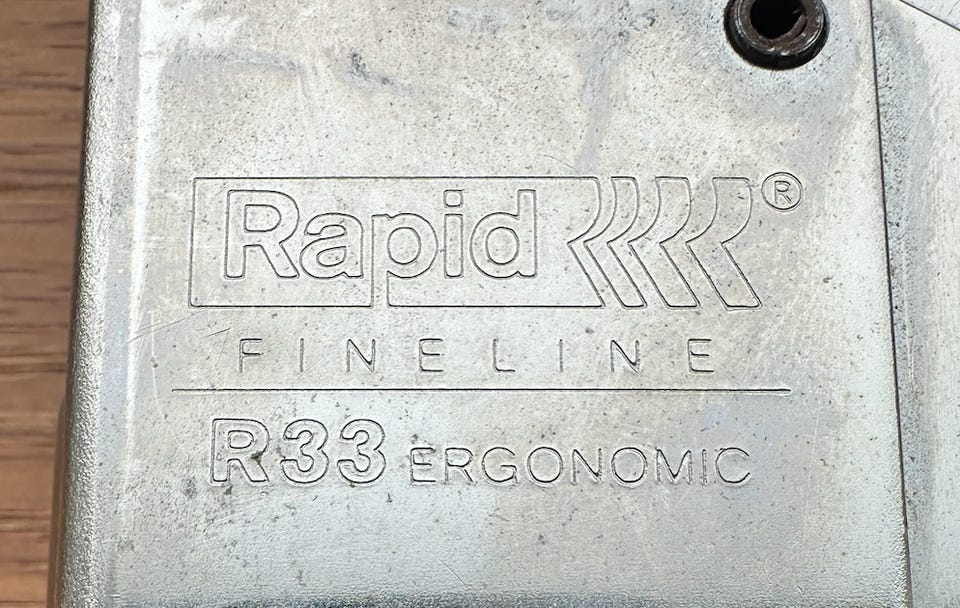 Rapid®
FINELINE
R33 ERGONOMIC